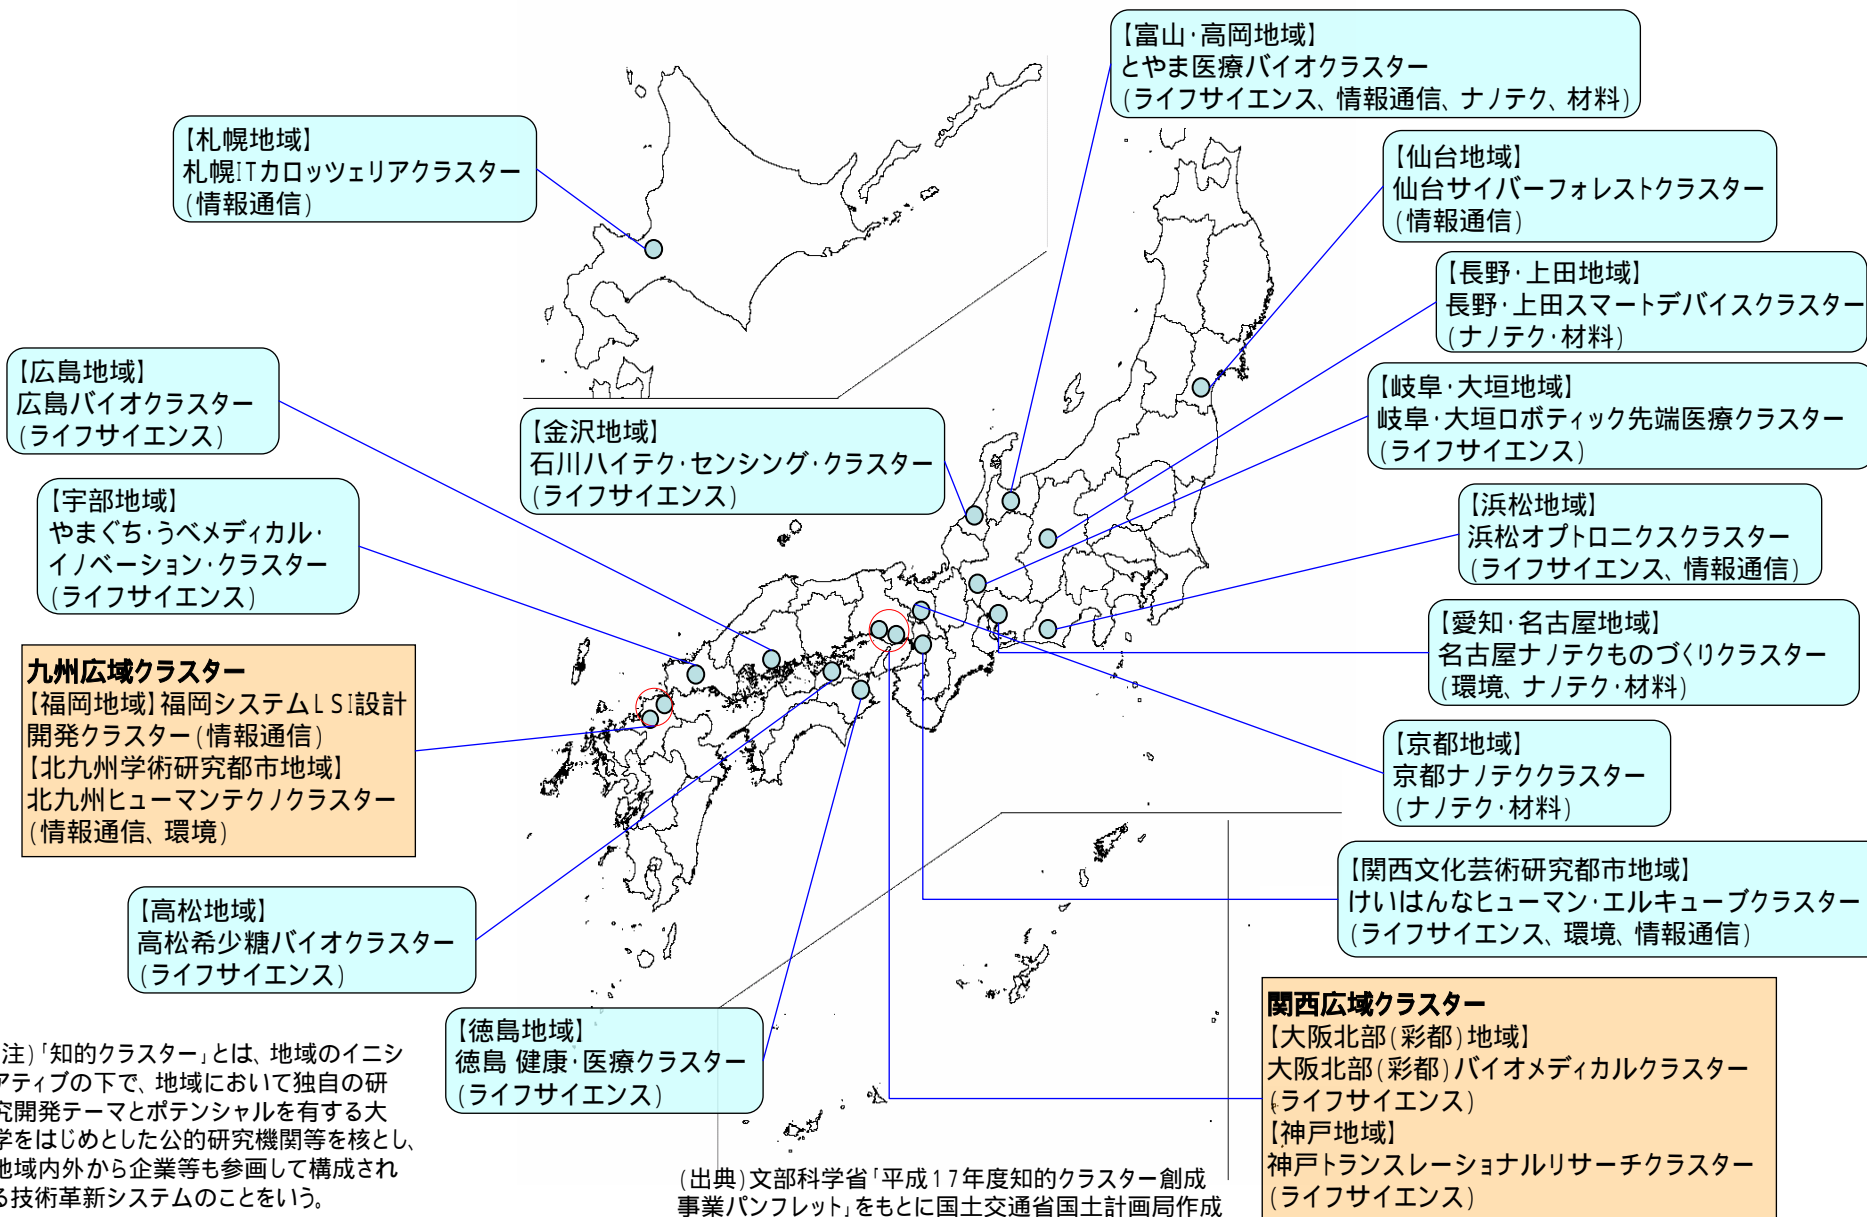 【富山・高岡地域】
とやま医療バイオクラスター
(ライフサイエンス、情報通信、ナノテク、材料)
【札幌地域】
札幌ITカロッツェリアクラスター
(情報通信)
【仙台地域】
仙台サイバーフォレストクラスター
(情報通信)
【長野・上田地域】
長野・上田スマートデバイスクラスター
(ナノテク・材料)
【広島地域】
広島バイオクラスター
(ライフサイエンス)
【岐阜・大垣地域】
岐阜・大垣ロボティック先端医療クラスター
(ライフサイエンス)
【金沢地域】
石川ハイテク・センシング・クラスター
(ライフサイエンス)
【宇部地域】
やまぐち・うべメディカル・
イノベーション・クラスター
(ライフサイエンス)
【浜松地域】
浜松オプトロニクスクラスター
(ライフサイエンス、情報通信)
【愛知・名古屋地域】
名古屋ナノテクものづくりクラスター
(環境、ナノテク・材料)
九州広域クラスター
【福岡地域】福岡システムLSI設計
開発クラスター(情報通信)
【北九州学術研究都市地域】
北九州ヒューマンテクノクラスター
(情報通信、環境)
【京都地域】
京都ナノテククラスター
(ナノテク・材料)
【関西文化芸術研究都市地域】
けいはんなヒューマン・エルキューブクラスター
(ライフサイエンス、環境、情報通信)
【高松地域】
高松希少糖バイオクラスター
(ライフサイエンス)
【徳島地域】
徳島 健康・医療クラスター
(ライフサイエンス)
関西広域クラスター
【大阪北部(彩都)地域】
大阪北部(彩都)バイオメディカルクラスター
(ライフサイエンス)
【神戸地域】
神戸トランスレーショナルリサーチクラスター
(ライフサイエンス)
注)「知的クラスター」とは、地域のイニシ
アティブの下で、地域において独自の研
究開発テーマとポテンシャルを有する大
学をはじめとした公的研究機関等を核とし、
地域内外から企業等も参画して構成され
る技術革新システムのことをいう。
(出典)文部科学省「平成17年度知的クラスター創成
事業パンフレット」をもとに国土交通省国土計画局作成